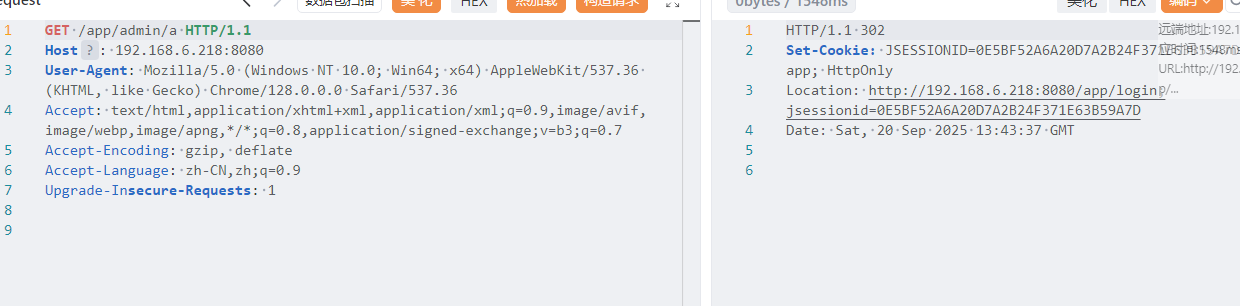 equest
数据包扫描
美化
HEX
热加载
构造请求
1 GET /app/admin/a HTTP/1.1
2 Host ? : 192.168.6.218:8080
3 User-Agent: Mozilla/5.0 (Windows NT 10.0; Win64; x64) AppleWebKit/537.36
(KHTML, like Gecko) Chrome/128.0.0.0 Safari/537.36
4 Accept: text/html,application/xhtml+xml,application/xml;q=0.9,image/avif,
image/webp,image/apng,*/*;q=0.8,application/signed-exchange;v=b3;q=0.7
5 Accept-Encoding: gzip, deflate
6 Accept-Language: zh-CN,zh;q=0.9
7 Upgrade-Insecure-Requests: 1
8
9
0bytes / 1548ms
美化
HEX
编码
1 HTTP/1.1 302
2 Set-Cookie: JSESSIONID=0E5BF52A6A20D7A2B24F37
app; HttpOnly
3 Location: http://192.168.6.218:8080/app/login;
jsessionid=0E5BF52A6A20D7A2B24F371E63B59A7D
4 Date: Sat, 20 Sep 2025 13:43:37 GMT
5
6
远端地址:192.1
应时间:1548ms
URL:http://192.
p/...